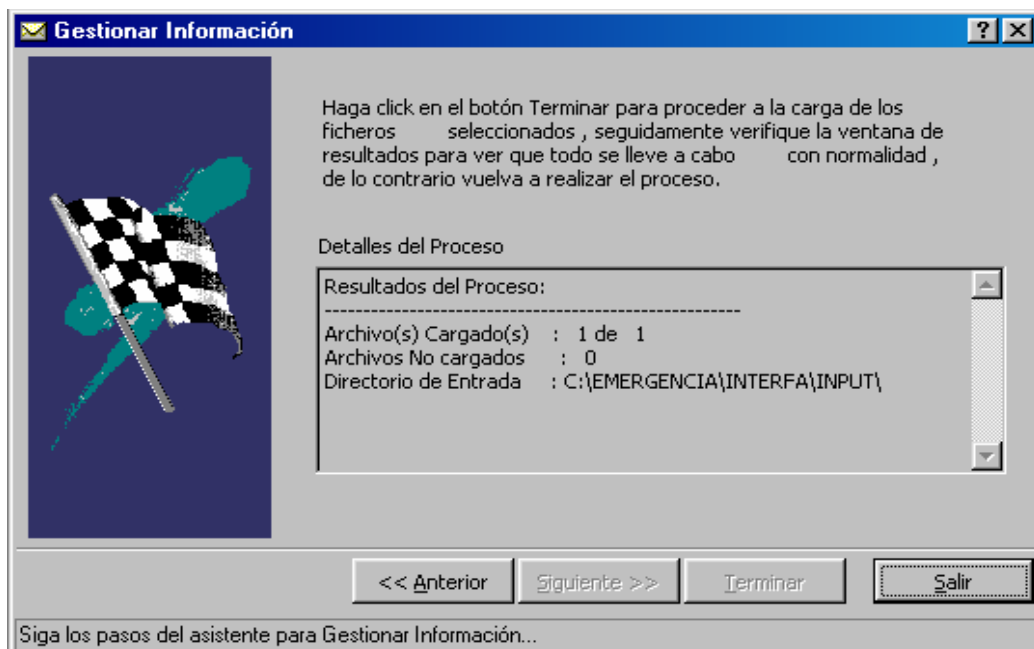 Gestionar Información
Haga click en el botón Terminar para proceder a la carga de los
ficheros seleccionados , seguidamente verifique la ventana de
resultados para ver que todo se lleve a cabo con normalidad ,
de lo contrario vuelva a realizar el proceso.
Detalles del Proceso
Resultados del Proceso:
-----------------------------------------------------
Archivo(s) Cargado(s) : 1 de 1
Archivos No cargados : 0
Directorio de Entrada : C:\EMERGENCIA\INTERFA\INPUT\
<< Anterior Siguiente >> Terminar Salir
Siga los pasos del asistente para Gestionar Información...